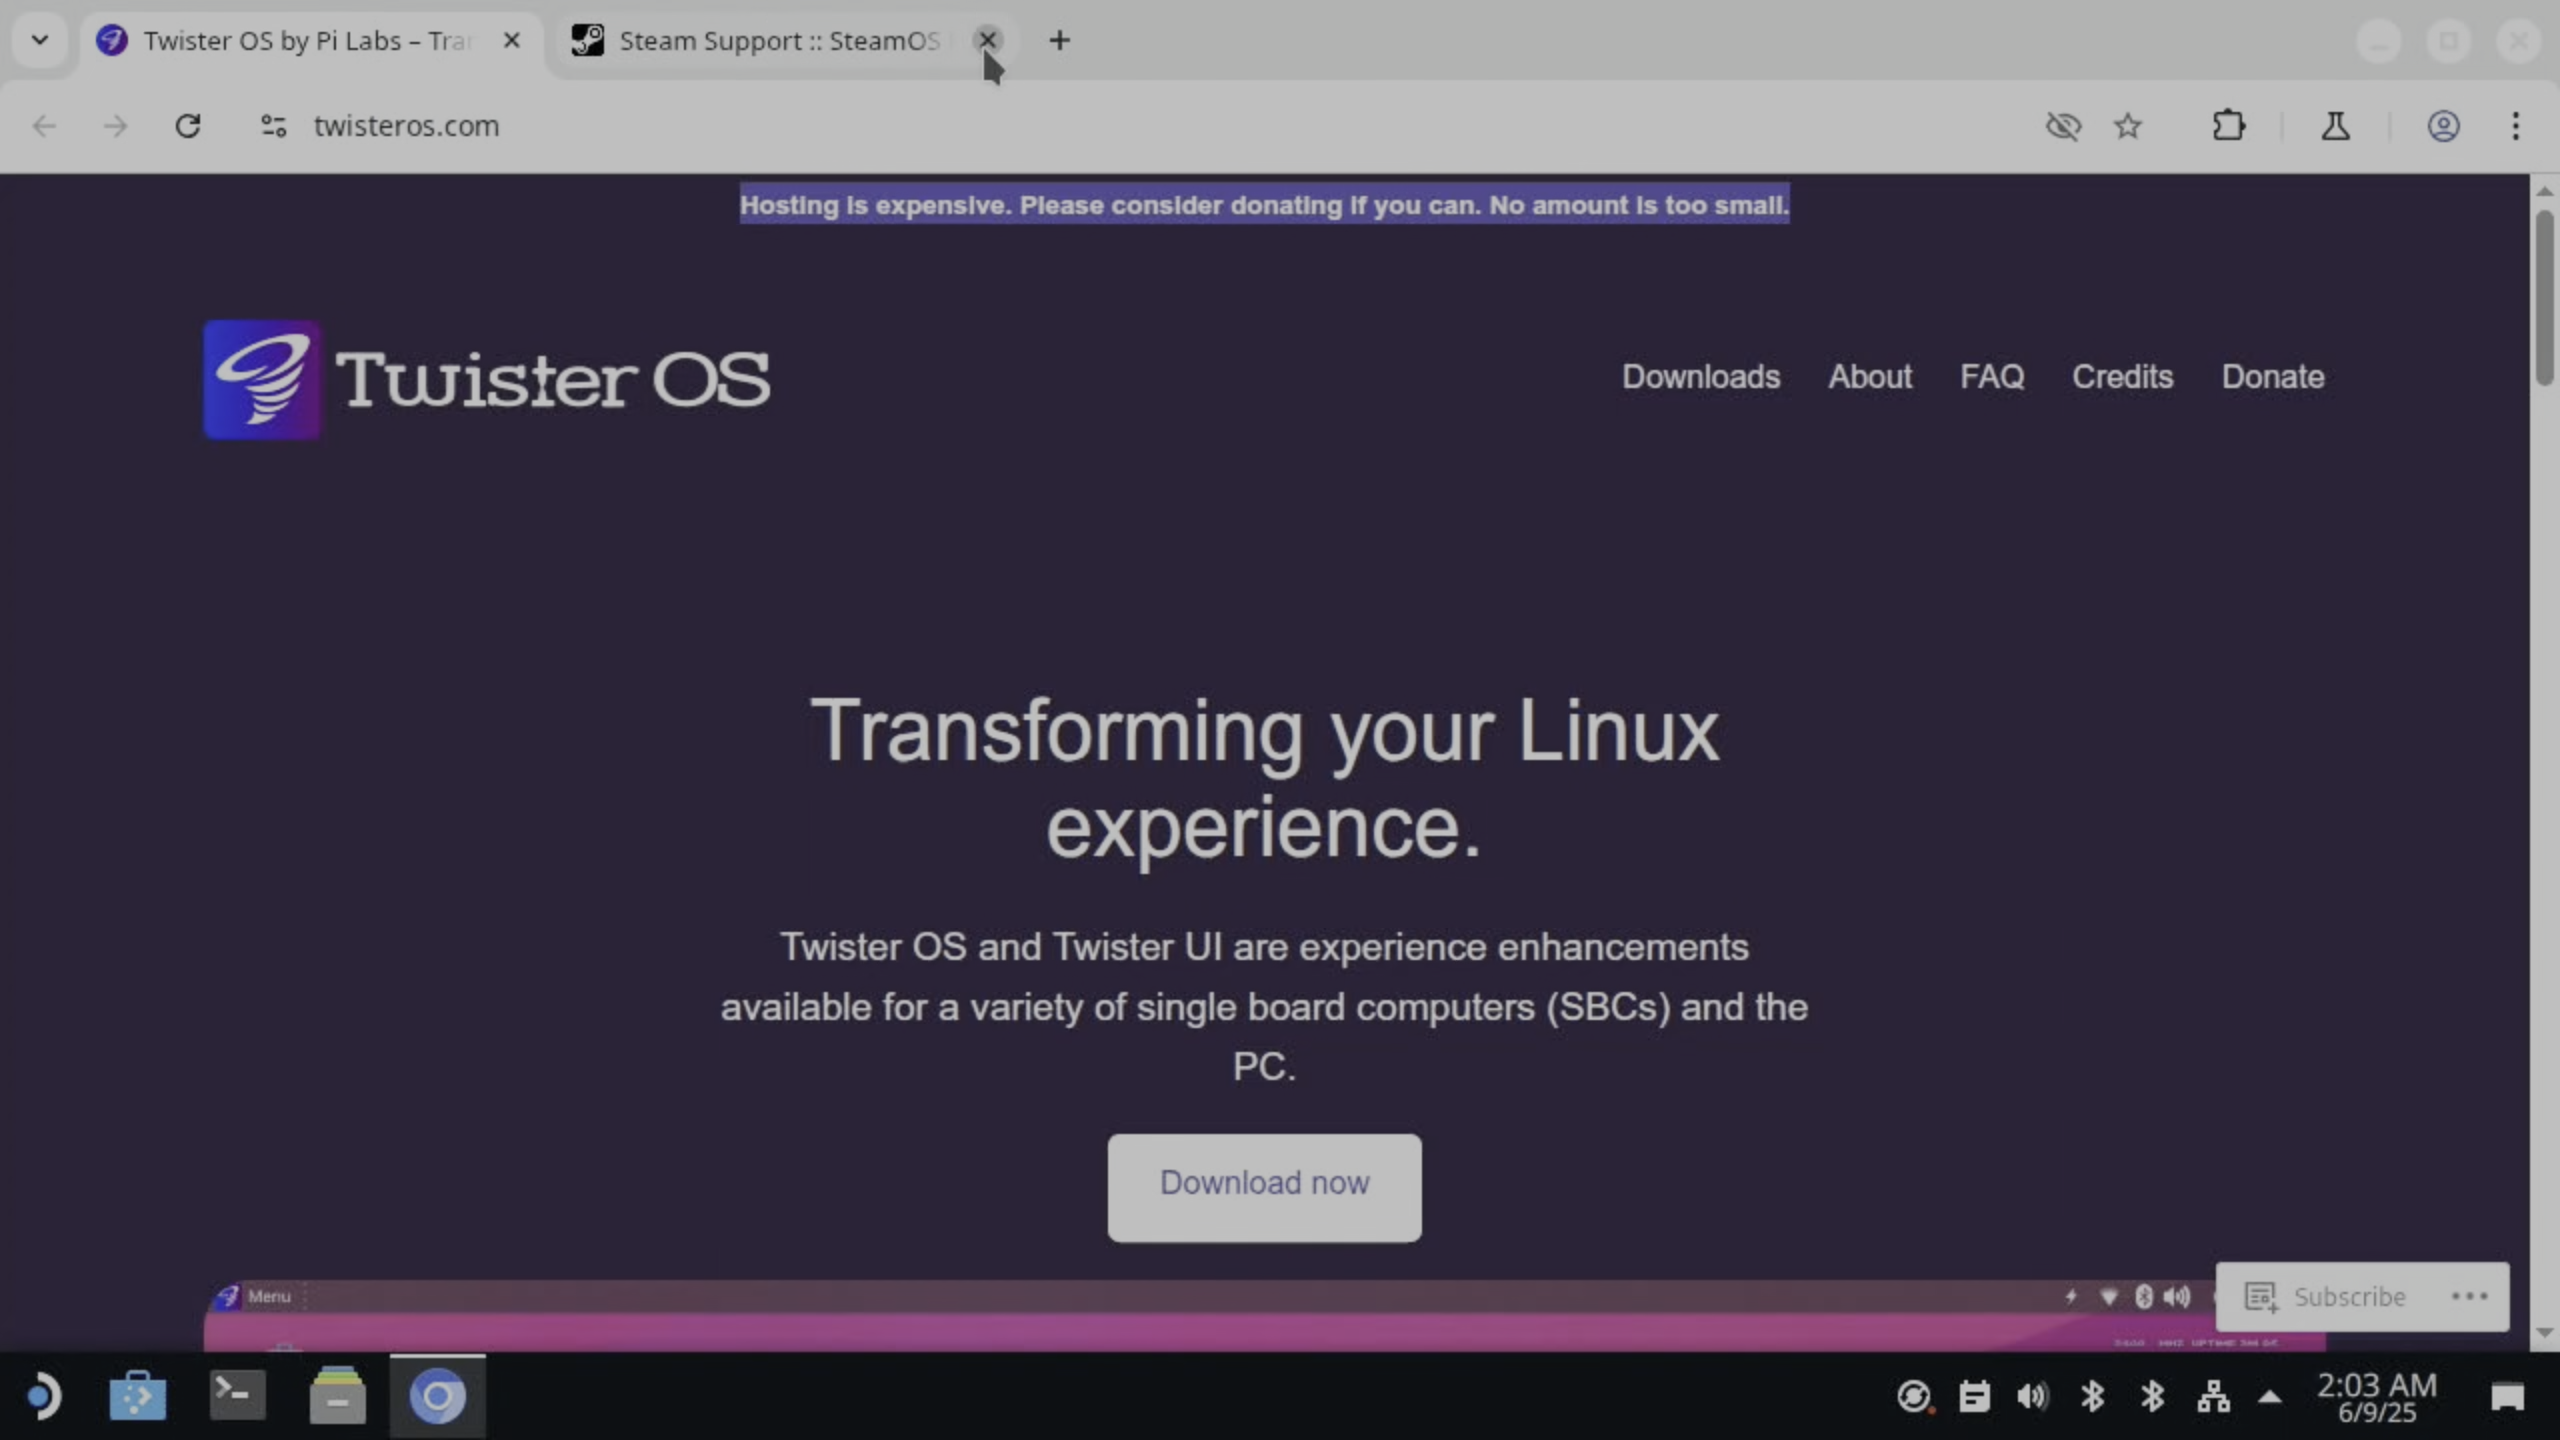 Twister OS by Pi Labs – Tra
Steam Support :: SteamOS
twisteros.com
Hosting is expensive. Please consider donating if you can. No amount is too small.
Twister OS
Downloads
About
FAQ
Credits
Donate
Transforming your Linux
experience.
Twister OS and Twister UI are experience enhancements
available for a variety of single board computers (SBCs) and the
PC.
Download now
Menu
Subscribe
2:03 AM
6/9/25